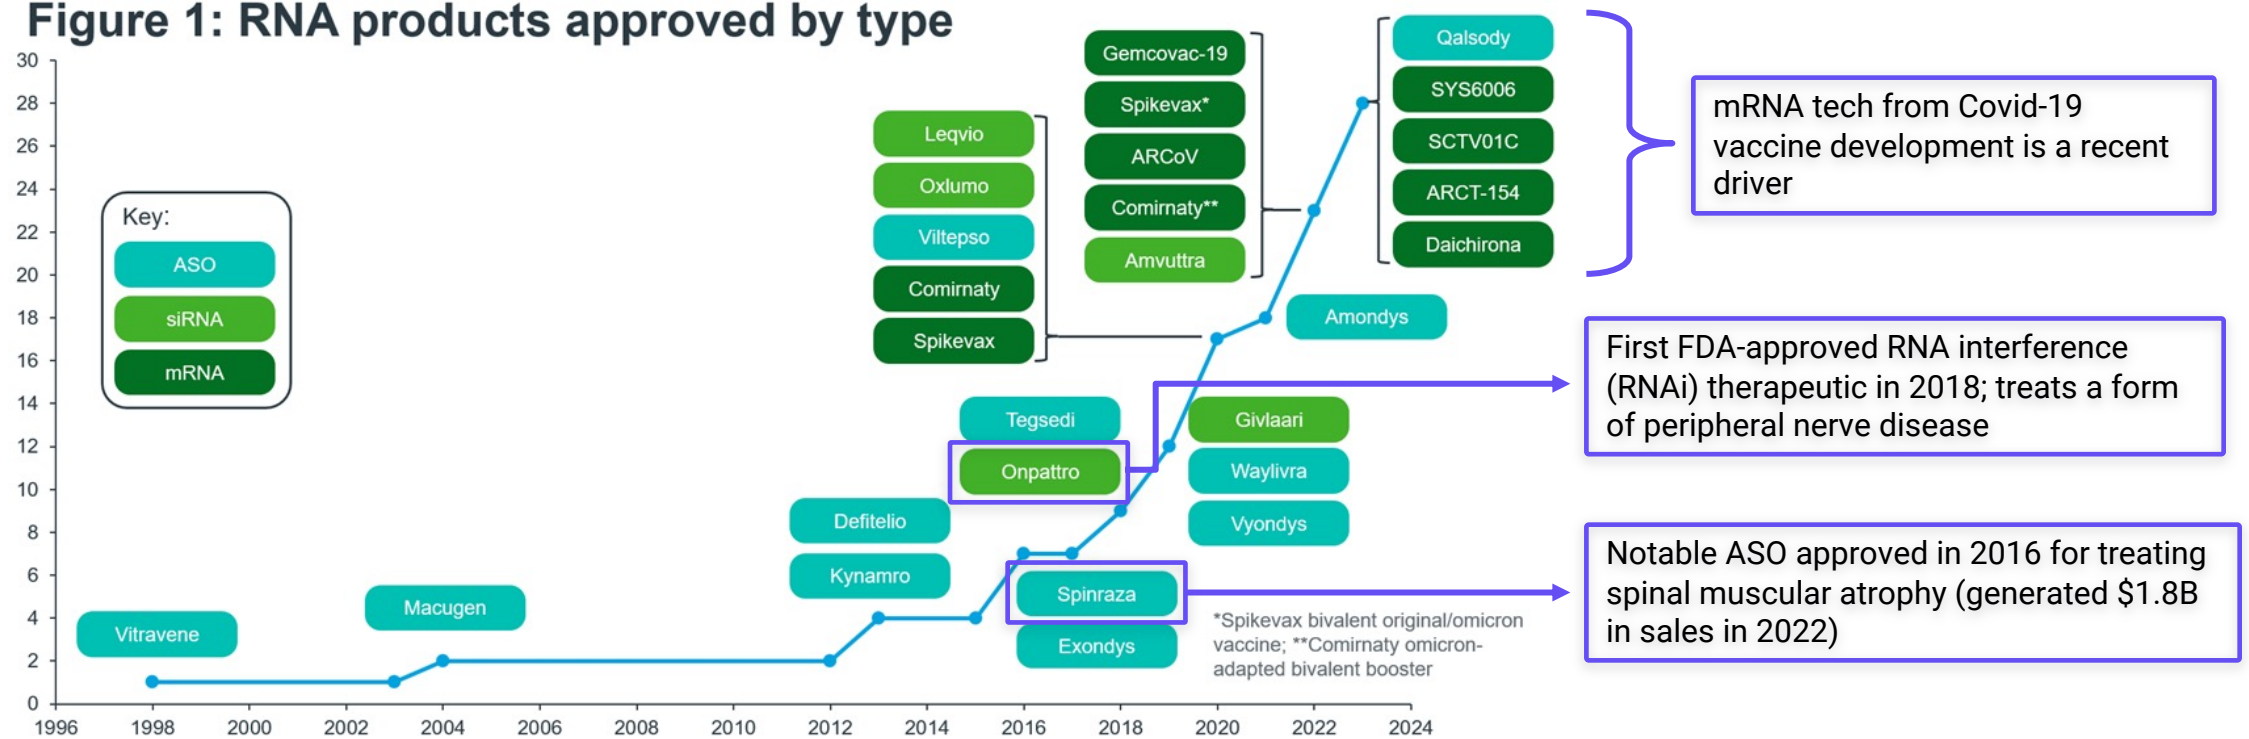 Figure 1: RNA products approved by type
30
28
26
24
22
20
18
16
14
12
10
8
6
4
2
0
1996
1998
2000
2002
2004
2006
2008
2010
2012
2014
2016
2018
2020
2022
2024
Key:
ASO
siRNA
mRNA
Vitravene
Macugen
Defitelio
Kynamro
Spinraza
Exondys
Tegsedi
Onpattro
Givlaari
Waylivra
Vyondys
Leqvio
Oxlumo
Viltepso
Comirnaty
Spikevax
Amondys
Gemcovac-19
Spikevax*
ARCoV
Comirnaty**
Amvuttra
Qalsody
SYS6006
SCTV01C
ARCT-154
Daichirona
*Spikevax bivalent original/omicron
vaccine; **Comirnaty omicron-
adapted bivalent booster
mRNA tech from Covid-19
vaccine development is a recent
driver
First FDA-approved RNA interference
(RNAi) therapeutic in 2018; treats a form
of peripheral nerve disease
Notable ASO approved in 2016 for treating
spinal muscular atrophy (generated $1.8B
in sales in 2022)